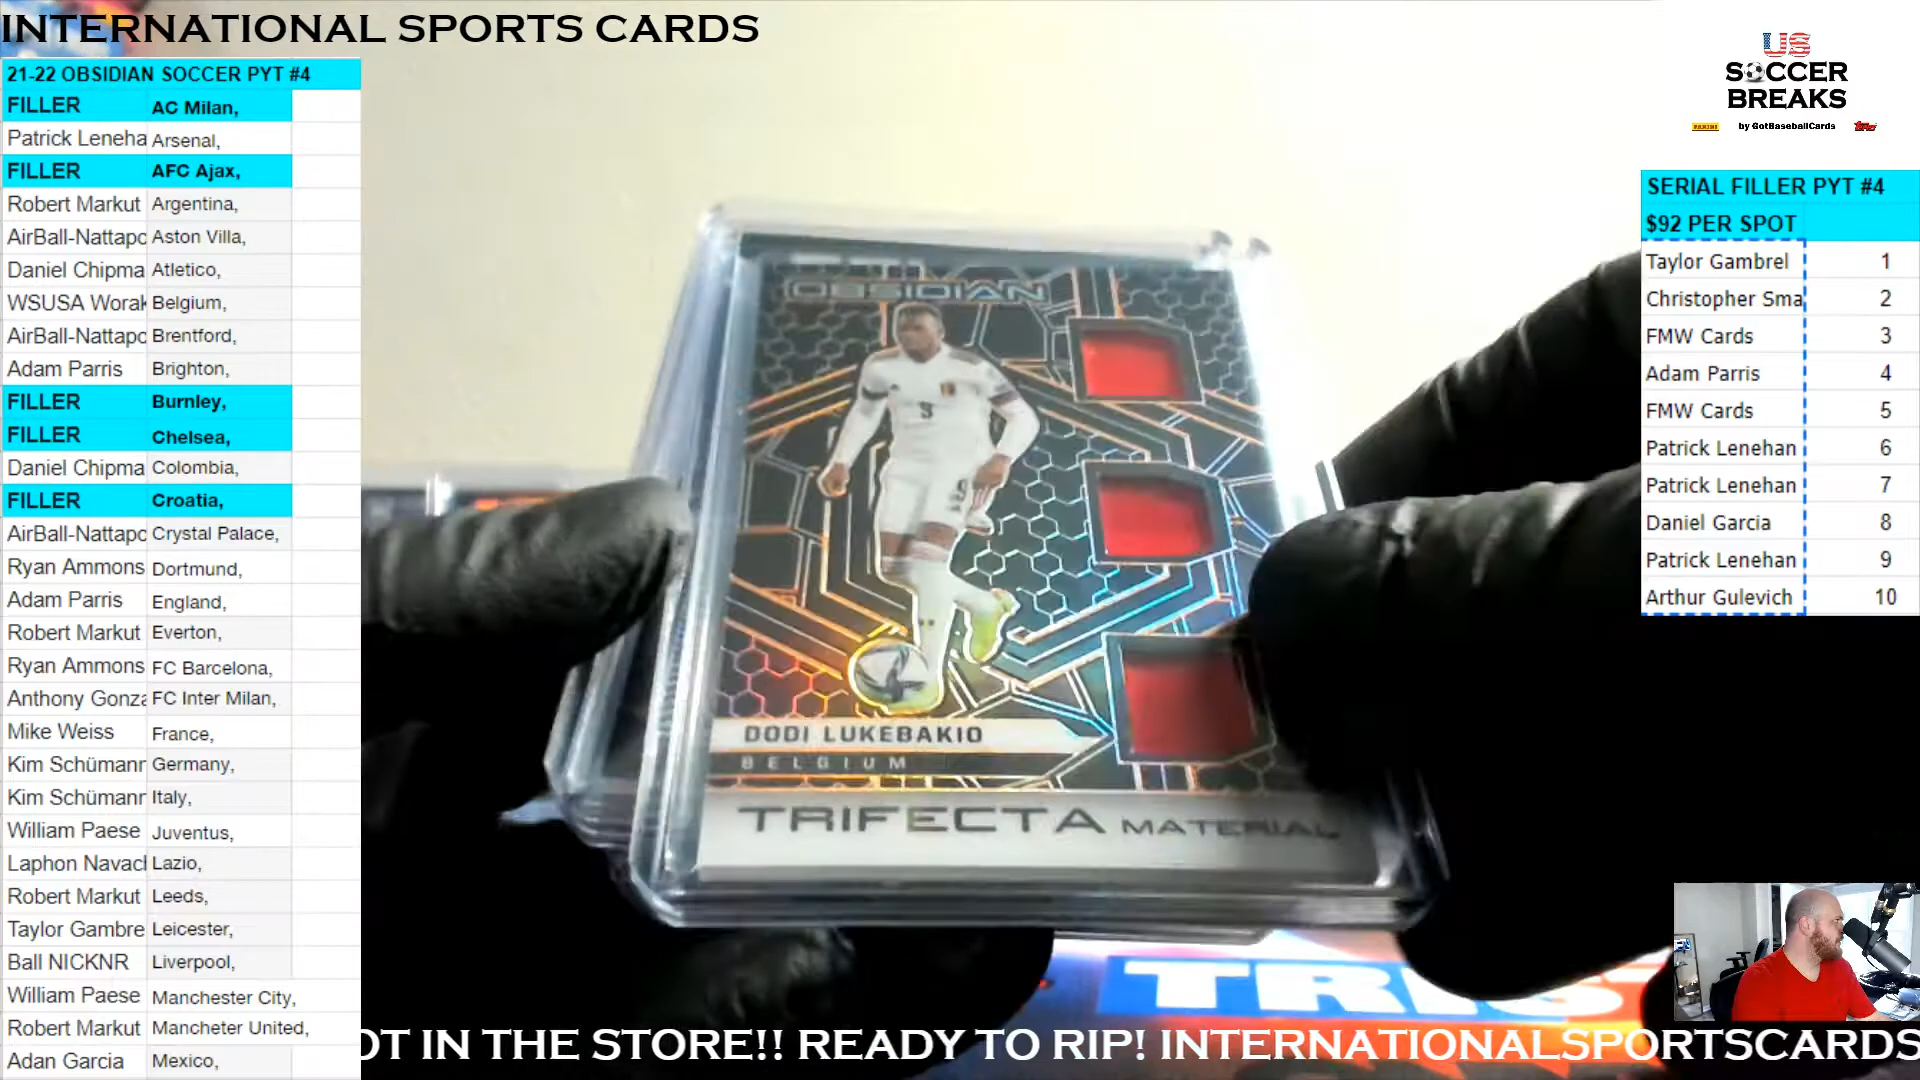 INTERNATIONAL SPORTS CARDS
21-22 OBSIDIAN SOCCER PYT #4
FILLER AC Milan,
Patrick Leneha Arsenal,
FILLER AFC Ajax,
Robert Markut Argentina,
AirBall-Nattapo Aston Villa,
Daniel Chipma Atletico,
WSUSA Worak Belgium,
AirBall-Nattapo Brentford,
Adam Parris Brighton,
FILLER Burnley,
FILLER Chelsea,
Daniel Chipma Colombia,
FILLER Croatia,
AirBall-Nattapo Crystal Palace,
Ryan Ammons Dortmund,
Adam Parris England,
Robert Markut Everton,
Ryan Ammons FC Barcelona,
Anthony Gonza FC Inter Milan,
Mike Weiss France,
Kim Schümann Germany,
Kim Schümann Italy,
William Paese Juventus,
Laphon Navacl Lazio,
Robert Markut Leeds,
Taylor Gambre Leicester,
Ball NICKNR Liverpool,
William Paese Manchester City,
Robert Markut Mancheter United,
Adan Garcia Mexico,
OBSIDIAN
9
9
DODI LUKEBAKIO
BELGIUM
TRIFECTA MATERIAL
US
SOCCER
BREAKS
PANINI by GotBaseballCards Topps
SERIAL FILLER PYT #4
$92 PER SPOT
Taylor Gambrel 1
Christopher Sma 2
FMW Cards 3
Adam Parris 4
FMW Cards 5
Patrick Lenehan 6
Patrick Lenehan 7
Daniel Garcia 8
Patrick Lenehan 9
Arthur Gulevich 10
OT IN THE STORE!! READY TO RIP! INTERNATIONALSPORTSCARDS